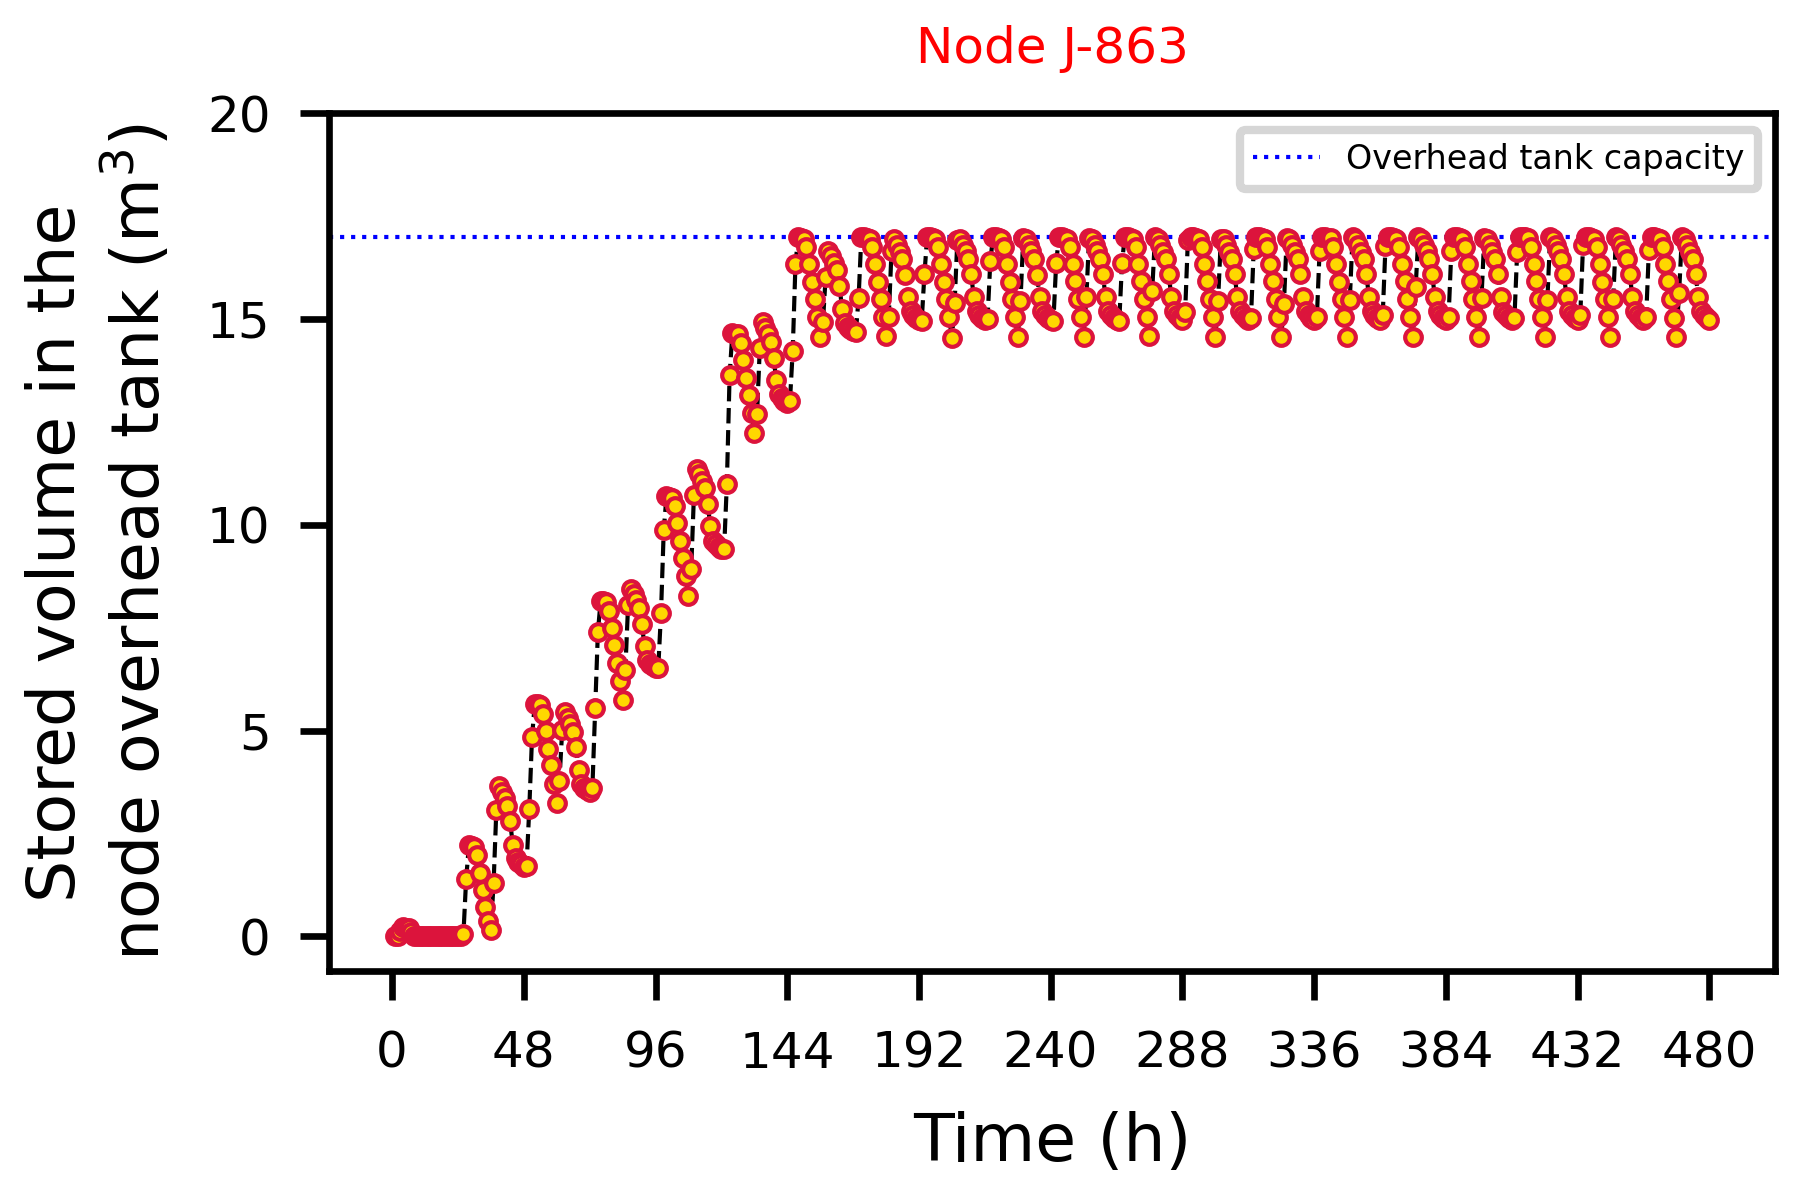 Node J-863
Stored volume in the
node overhead tank (m³)
20
15
10
5
0
Overhead tank capacity
0 48 96 144 192 240 288 336 384 432 480
Time (h)